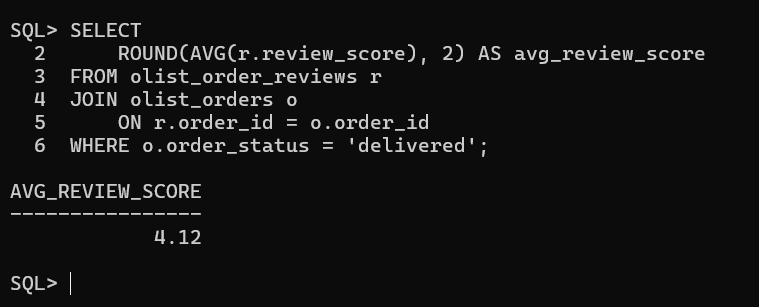 SQL> SELECT
  2      ROUND(AVG(r.review_score), 2) AS avg_review_score
  3  FROM olist_order_reviews r
  4  JOIN olist_orders o
  5      ON r.order_id = o.order_id
  6  WHERE o.order_status = 'delivered';
AVG_REVIEW_SCORE
----------------
            4.12
SQL>